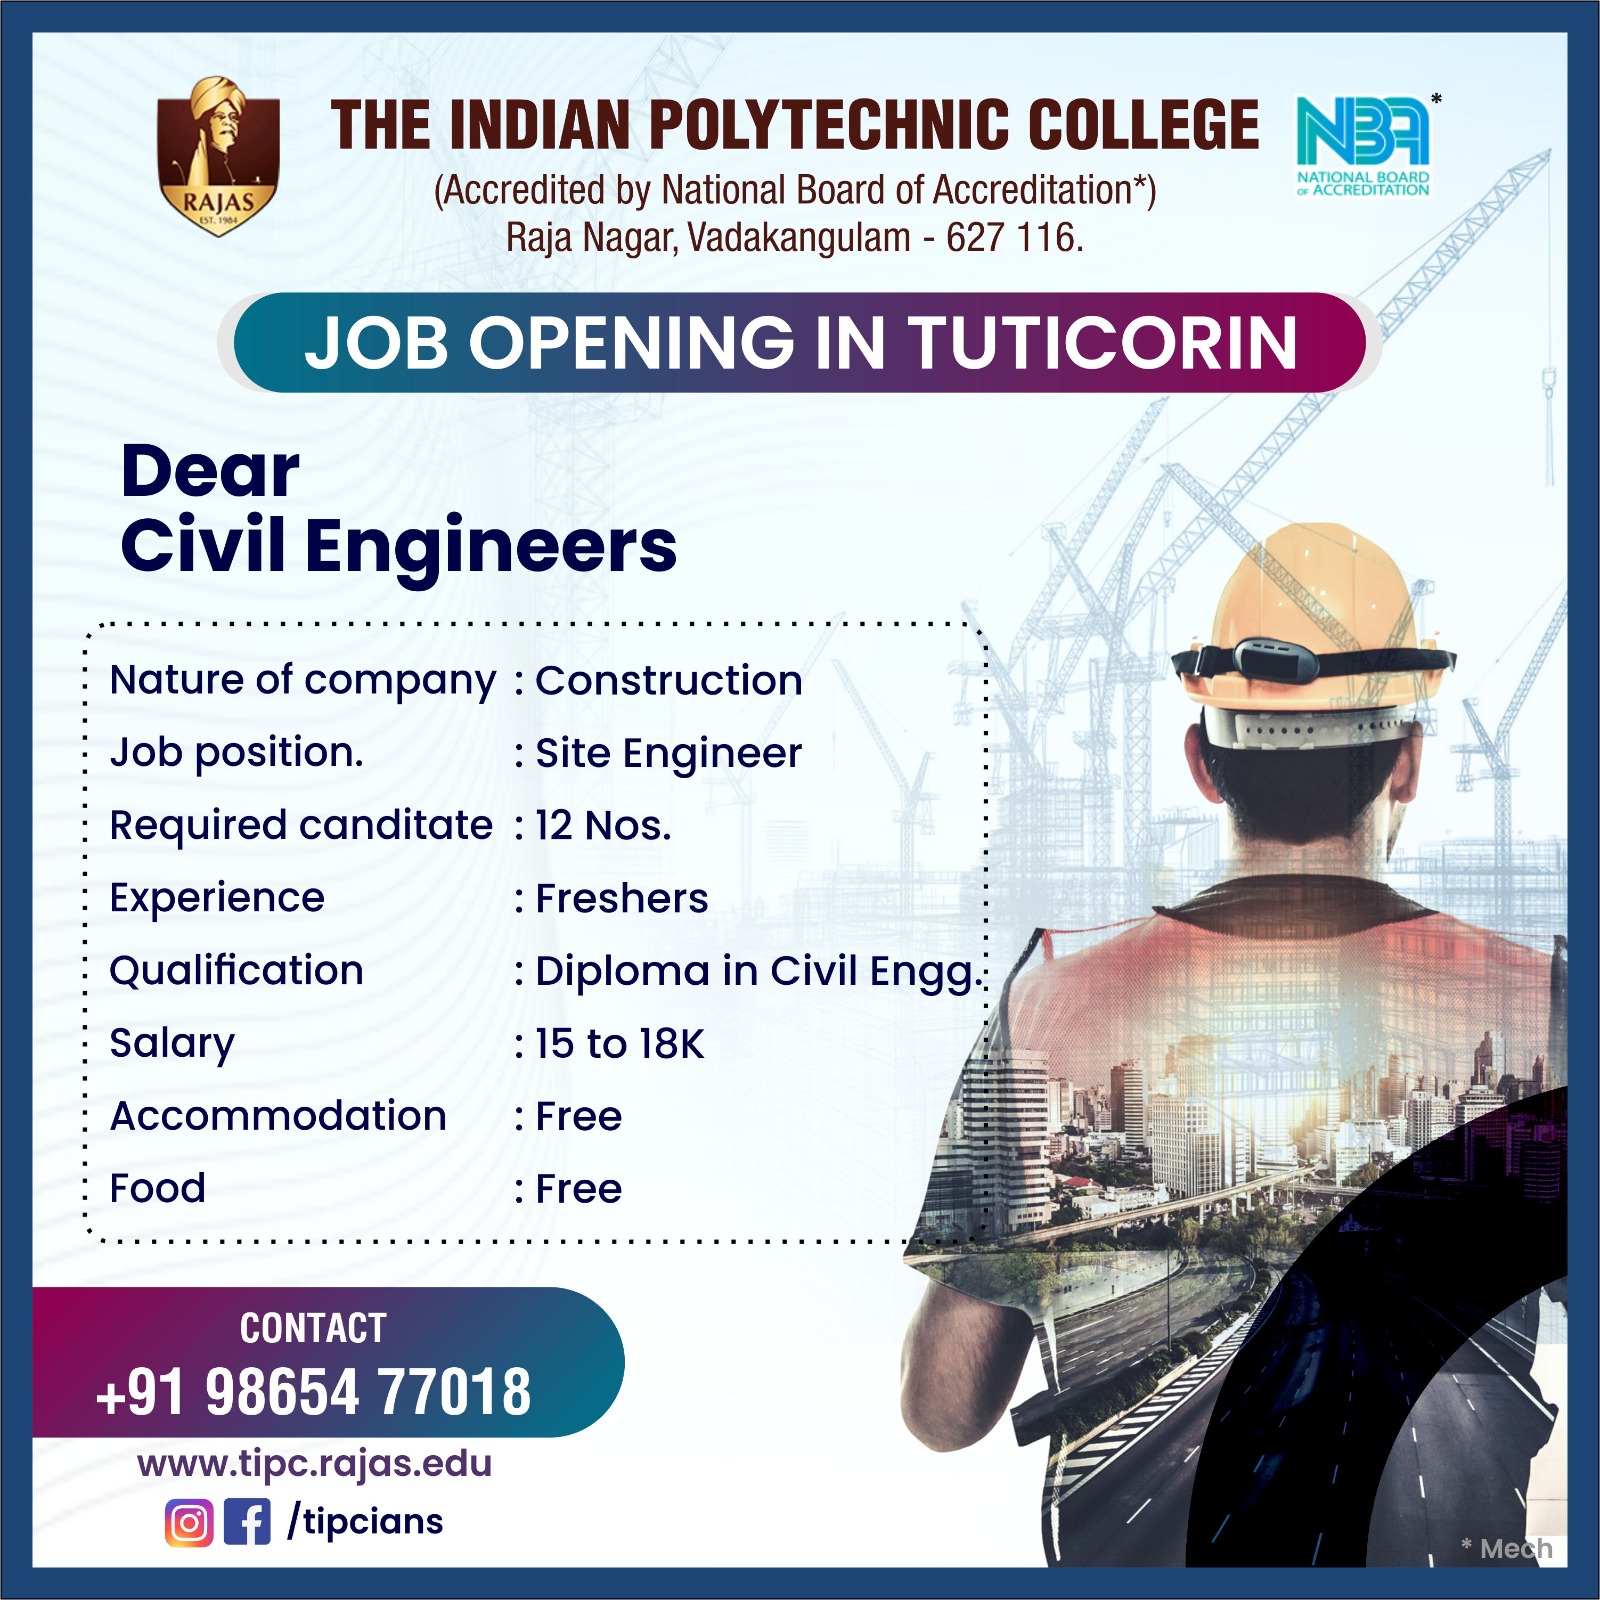 RAJAS
EST. 1984
THE INDIAN POLYTECHNIC COLLEGE
(Accredited by National Board of Accreditation*)
Raja Nagar, Vadakangulam - 627 116.
NBA*
NATIONAL BOARD
OF ACCREDITATION
JOB OPENING IN TUTICORIN
Dear
Civil Engineers
Nature of company : Construction
Job position. : Site Engineer
Required canditate : 12 Nos.
Experience : Freshers
Qualification : Diploma in Civil Engg.
Salary : 15 to 18K
Accommodation : Free
Food : Free
CONTACT
+91 98654 77018
www.tipc.rajas.edu
/tipcians
* Mech